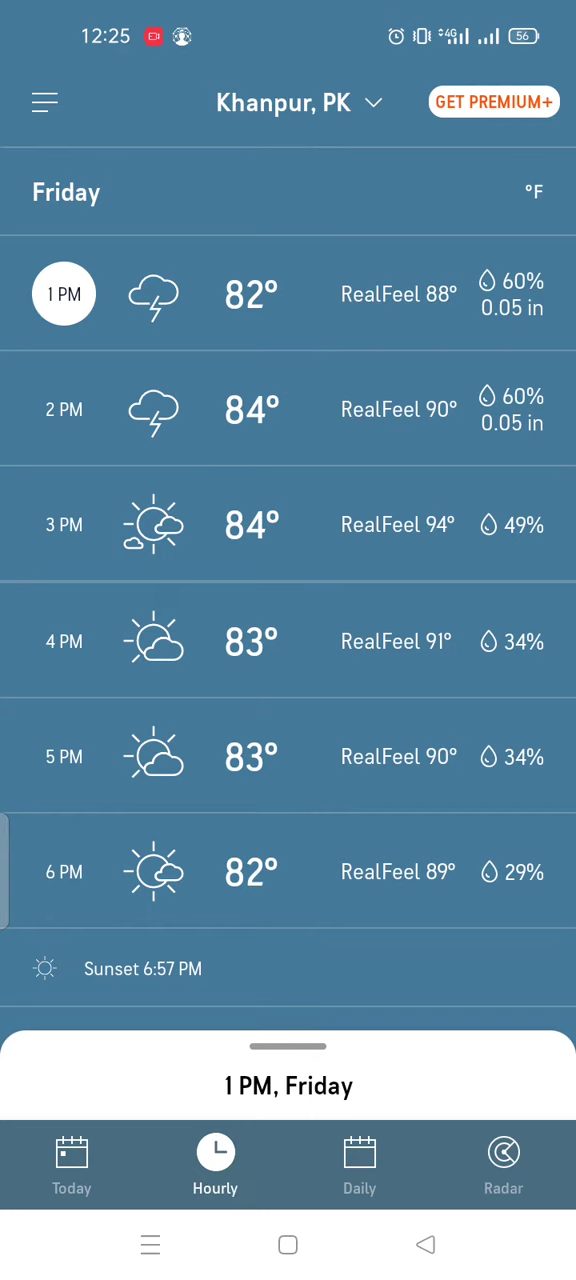 12:25 4G 56
Khanpur, PK GET PREMIUM+
Friday °F
1 PM 82° RealFeel 88° 60%
0.05 in
2 PM 84° RealFeel 90° 60%
0.05 in
3 PM 84° RealFeel 94° 49%
4 PM 83° RealFeel 91° 34%
5 PM 83° RealFeel 90° 34%
6 PM 82° RealFeel 89° 29%
Sunset 6:57 PM
1 PM, Friday
Today Hourly Daily Radar